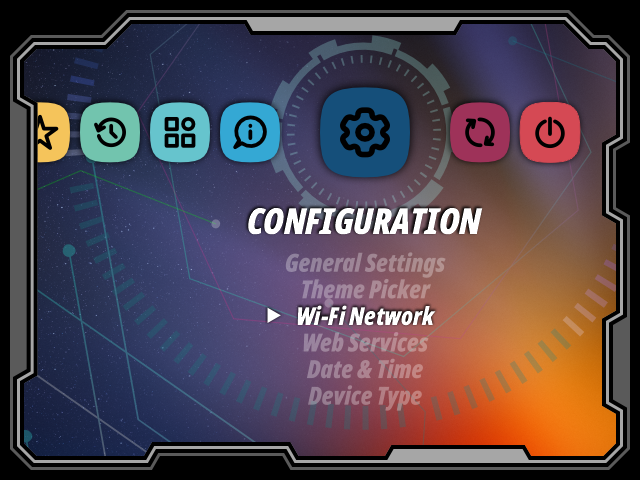 CONFIGURATION
General Settings
Theme Picker
Wi-Fi Network
Web Services
Date & Time
Device Type